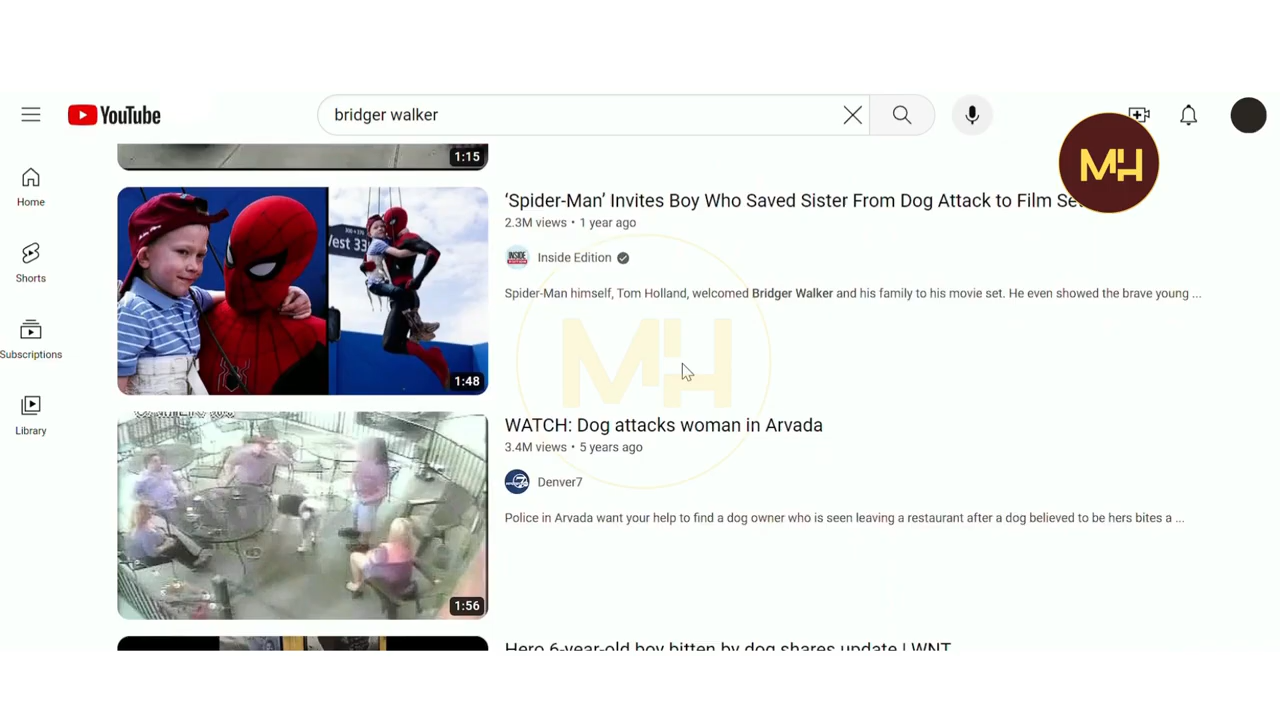 YouTube
bridger walker
MH
Home
Shorts
Subscriptions
Library
1:15
‘Spider-Man’ Invites Boy Who Saved Sister From Dog Attack to Film
2.3M views • 1 year ago
INSIDE
Inside Edition
Spider-Man himself, Tom Holland, welcomed Bridger Walker and his family to his movie set. He even showed the brave young ...
West 33
1:48
MH
WATCH: Dog attacks woman in Arvada
3.4M views • 5 years ago
Denver7
Police in Arvada want your help to find a dog owner who is seen leaving a restaurant after a dog believed to be hers bites a ...
1:56
Hero 6-year-old boy bitten by dog shares update | WNT